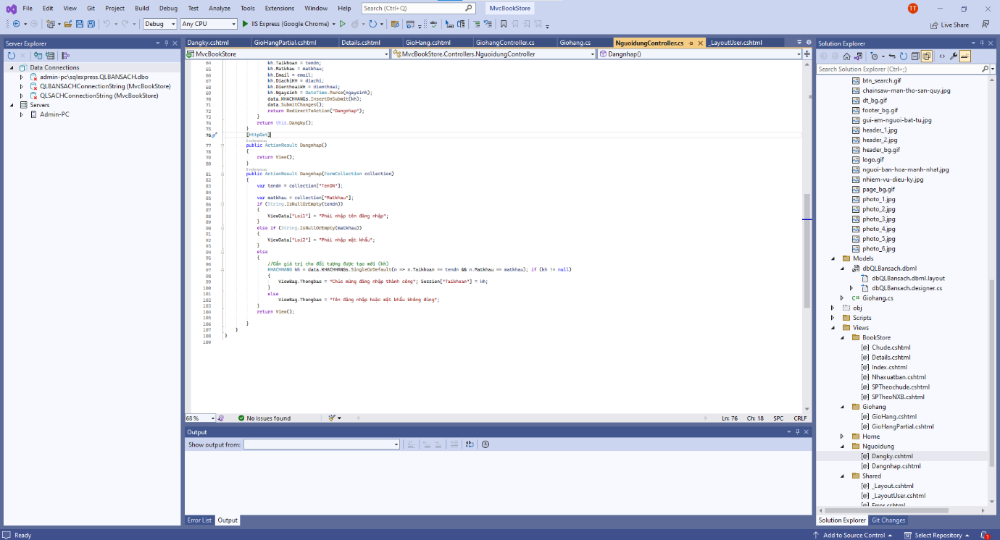 File Edit View Git Project Build Debug Test Analyze Tools Extensions Window Help Search (Ctrl+Q) MvcBookStore TT
Debug Any CPU IIS Express (Google Chrome) Live Share
Server Explorer
Data Connections
admin-pc\sqlexpress.QLBANSACH.dbo
QLBANSACHConnectionString (MvcBookStore)
QLSACHConnectionString (MvcBookStore)
Servers
Admin-PC
Dangky.cshtml GioHangPartial.cshtml Details.cshtml GioHang.cshtml GiohangController.cs Giohang.cs NguoidungController.cs _LayoutUser.cshtml
MvcBookStore MvcBookStore.Controllers.NguoidungController Dangnhap()
64 kh.Taikhoan = tendn;
65 kh.Matkhau = matkhau;
66 kh.Email = email;
67 kh.DiachiKH = diachi;
68 kh.DienthoaiKH = dienthoai;
69 kh.Ngaysinh = DateTime.Parse(ngaysinh);
70 data.KHACHHANGs.InsertOnSubmit(kh);
71 data.SubmitChanges();
72 return RedirectToAction("Dangnhap");
73 }
74 return this.Dangky();
75 }
76 [HttpGet]
0 references
77 public ActionResult Dangnhap()
78 {
79 return View();
80 }
0 references
81 public ActionResult Dangnhap(FormCollection collection)
82 {
83 var tendn = collection["TenDN"];
84
85 var matkhau = collection["Matkhau"];
86 if (String.IsNullOrEmpty(tendn))
87 {
88 ViewData["Loi1"] = "Phải nhập tên đăng nhập";
89 }
90 else if (String.IsNullOrEmpty(matkhau))
91 {
92 ViewData["Loi2"] = "Phải nhập mật khẩu";
93 }
94 else
95 {
96 //Gắn giá trị cho đối tượng được tạo mới (kh)
97 KHACHHANG kh = data.KHACHHANGs.SingleOrDefault(n => n.Taikhoan == tendn && n.Matkhau == matkhau); if (kh != null)
98 {
99 ViewBag.Thongbao = "Chúc mừng đăng nhập thành công"; Session["Taikhoan"] = kh;
100 }
101 else
102 ViewBag.Thongbao = "Tên đăng nhập hoặc mật khẩu không đúng";
103 }
104 return View();
105
106 }
107 }
108 }
109
68 % No issues found Ln: 76 Ch: 18 SPC CRLF
Output
Show output from:
Error List Output
Solution Explorer
Search Solution Explorer (Ctrl+;)
btn_search.gif
chainsaw-man-tho-san-quy.jpg
dt_bg.gif
footer_bg.gif
gui-em-nguoi-bat-tu.jpg
header_1.jpg
header_2.jpg
header_bg.gif
logo.gif
nguoi-ban-hoa-manh-nhat.jpg
nhiem-vu-dieu-ky.jpg
page_bg.gif
photo_1.jpg
photo_2.jpg
photo_3.jpg
photo_4.jpg
photo_5.jpg
photo_6.jpg
Models
dbQLBansach.dbml
dbQLBansach.dbml.layout
dbQLBansach.designer.cs
C# Giohang.cs
obj
Scripts
Views
BookStore
Chude.cshtml
Details.cshtml
Index.cshtml
Nhaxuatban.cshtml
SPTheochude.cshtml
SPTheoNXB.cshtml
Giohang
GioHang.cshtml
GioHangPartial.cshtml
Home
Nguoidung
Dangky.cshtml
Dangnhap.cshtml
Shared
_Layout.cshtml
_LayoutUser.cshtml
Error.cshtml
Solution Explorer Git Changes
Ready Add to Source Control Select Repository 1